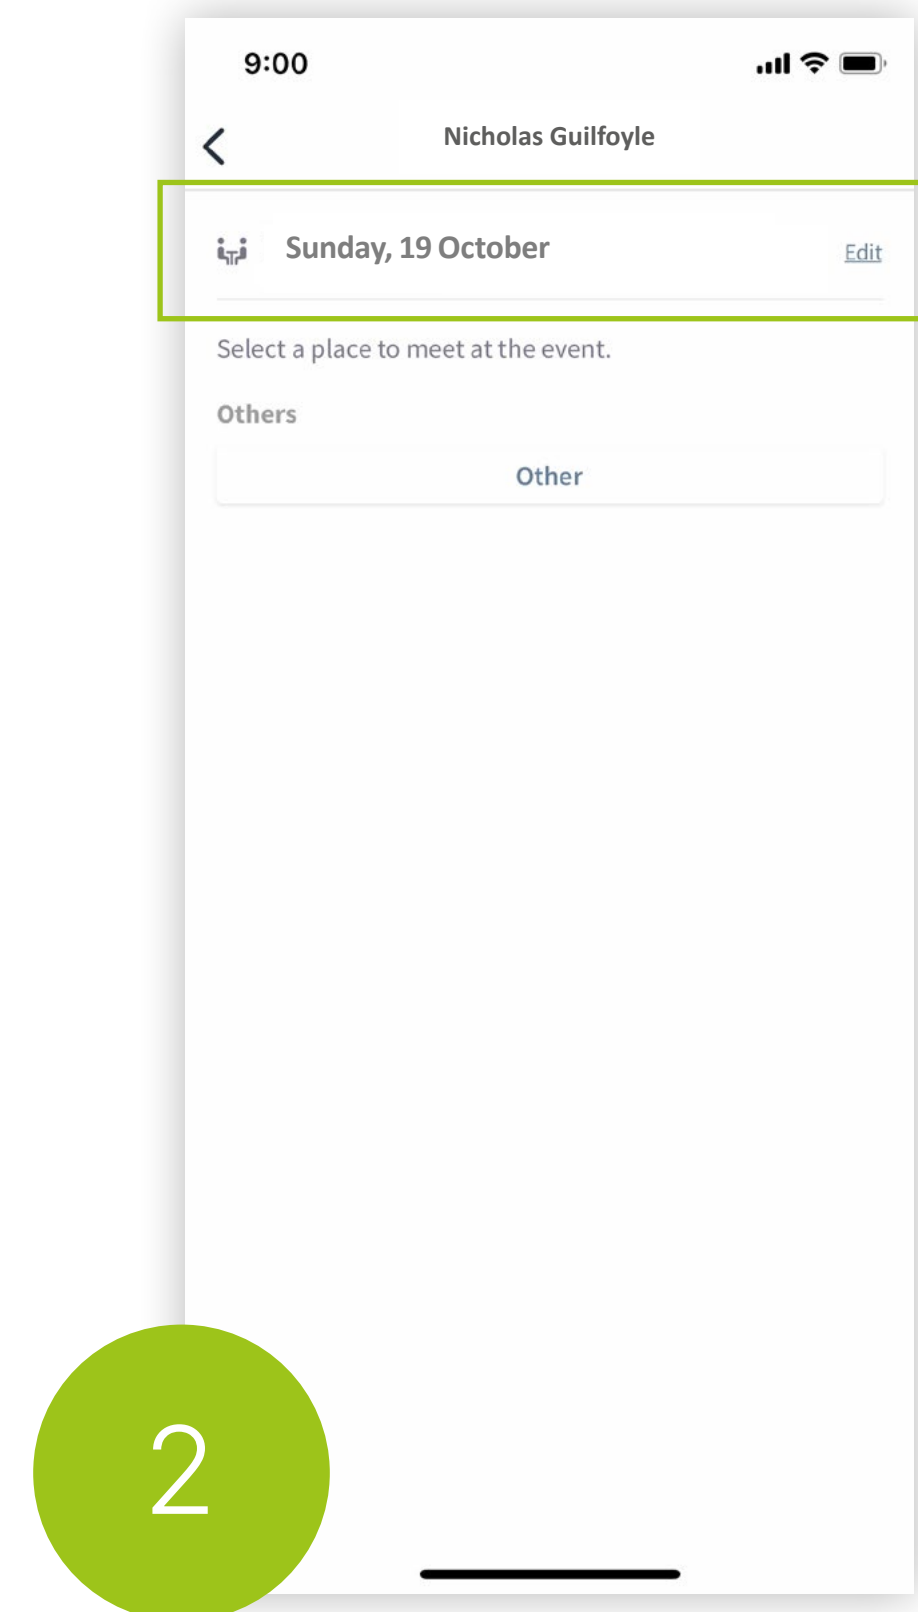 9:00
Nicholas Guilfoyle
Sunday, 19 October
Edit
Select a place to meet at the event.
Others
Other
2